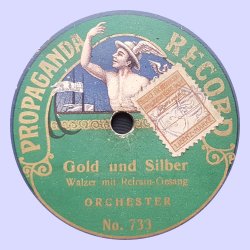 PROPAGANDA RECORD
Gold und Silber
Walzer mit Refrain-Gesang
ORCHESTER
No. 733